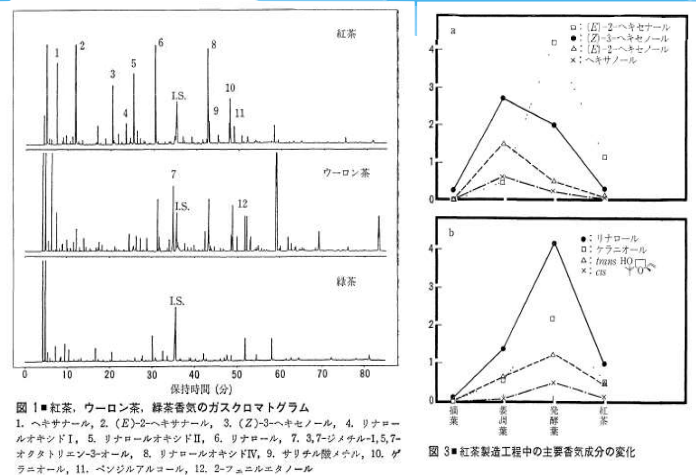 紅茶
1
2
3
4
5
6
I.S.
8
9
10
11
ウーロン茶
7
I.S.
12
緑茶
I.S.
0
10
20
30
40
50
60
70
80
保持時間 (分)
図 1■紅茶，ウーロン茶，緑茶香気のガスクロマトグラム
1. ヘキサナール, 2. (E)-2-ヘキサナール, 3. (Z)-3-ヘキセノール, 4. リナロー
ルオキシド I, 5. リナロールオキシドII, 6. リナロール, 7. 3,7-ジメチル-1,5,7-
オクタトリエン-3-オール, 8. リナロールオキシドIV, 9. サリチル酸メチル, 10. ゲ
ラニオール, 11. ベンジルアルコール, 12. 2-フェニルエタノール
a
□：(E)-2-ヘキセナール
●：(Z)-3-ヘキセノール
△：(E)-2-ヘキセノール
×：ヘキサノール
4
3
2
1
0
b
●：リナロール
□：ゲラニオール
△：trans HO
×：cis
O
4
3
2
1
0
摘葉
萎凋葉
発酵葉
紅茶
図 3■紅茶製造工程中の主要香気成分の変化